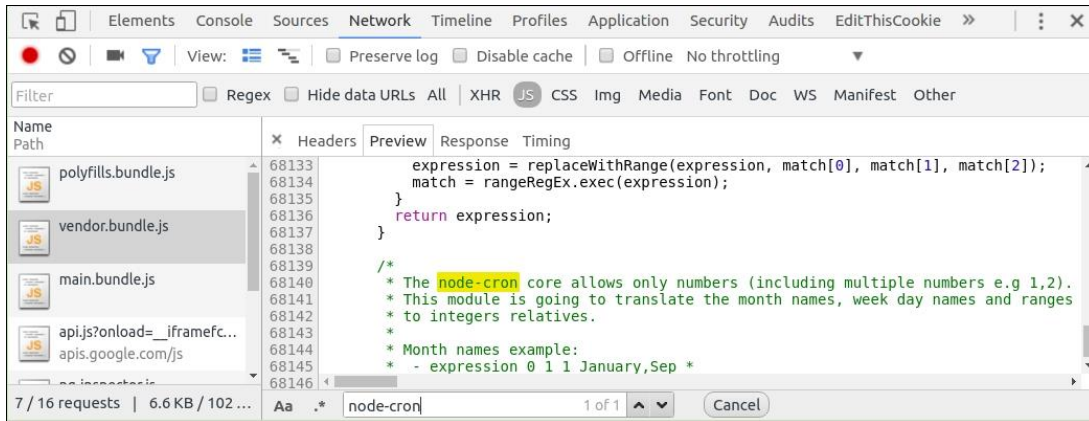 Elements Console Sources Network Timeline Profiles Application Security Audits EditThisCookie »
View: Preserve log Disable cache Offline No throttling
Filter Regex Hide data URLs All XHR JS CSS Img Media Font Doc WS Manifest Other
Name
Path
polyfills.bundle.js
vendor.bundle.js
main.bundle.js
api.js?onload=__iframefc...
apis.google.com/js
7 / 16 requests | 6.6 KB / 102 ...
× Headers Preview Response Timing
68133 expression = replaceWithRange(expression, match[0], match[1], match[2]);
68134 match = rangeRegEx.exec(expression);
68135 }
68136 return expression;
68137 }
68138
68139 /*
68140 * The node-cron core allows only numbers (including multiple numbers e.g 1,2).
68141 * This module is going to translate the month names, week day names and ranges
68142 * to integers relatives.
68143 *
68144 * Month names example:
68145 * - expression 0 1 1 January,Sep *
68146
Aa .* node-cron 1 of 1 Cancel